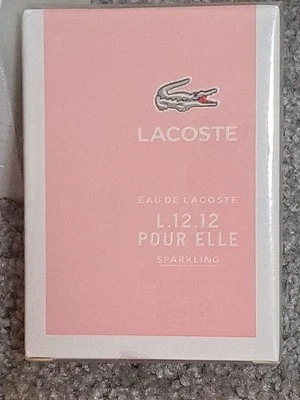 LACOSTE
EAU DE LACOSTE
L.12.12
POUR ELLE
SPARKLING